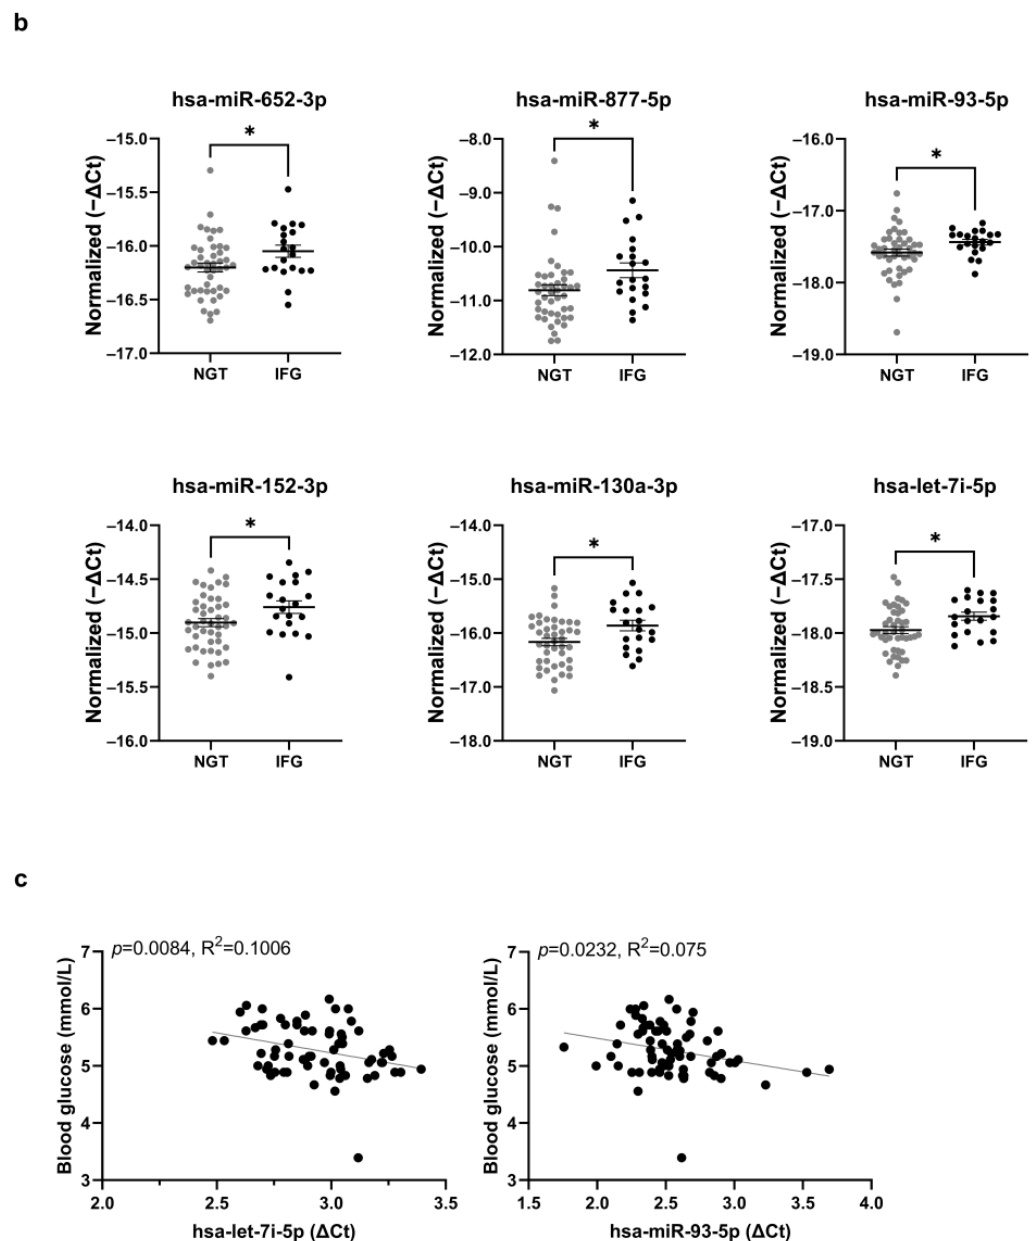 b
hsa-miR-652-3p
hsa-miR-877-5p
hsa-miR-93-5p
Normalized (−ΔCt)
−15.0
−15.5
−16.0
−16.5
−17.0
*
NGT
IFG
Normalized (−ΔCt)
−8.0
−9.0
−10.0
−11.0
−12.0
*
NGT
IFG
Normalized (−ΔCt)
−16.0
−17.0
−18.0
−19.0
*
NGT
IFG
hsa-miR-152-3p
hsa-miR-130a-3p
hsa-let-7i-5p
Normalized (−ΔCt)
−14.0
−14.5
−15.0
−15.5
−16.0
*
NGT
IFG
Normalized (−ΔCt)
−14.0
−15.0
−16.0
−17.0
−18.0
*
NGT
IFG
Normalized (−ΔCt)
−17.0
−17.5
−18.0
−18.5
−19.0
*
NGT
IFG
c
p=0.0084, R²=0.1006
Blood glucose (mmol/L)
7
6
5
4
3
2.0
2.5
3.0
3.5
hsa-let-7i-5p (ΔCt)
p=0.0232, R²=0.075
Blood glucose (mmol/L)
7
6
5
4
3
1.5
2.0
2.5
3.0
3.5
4.0
hsa-miR-93-5p (ΔCt)